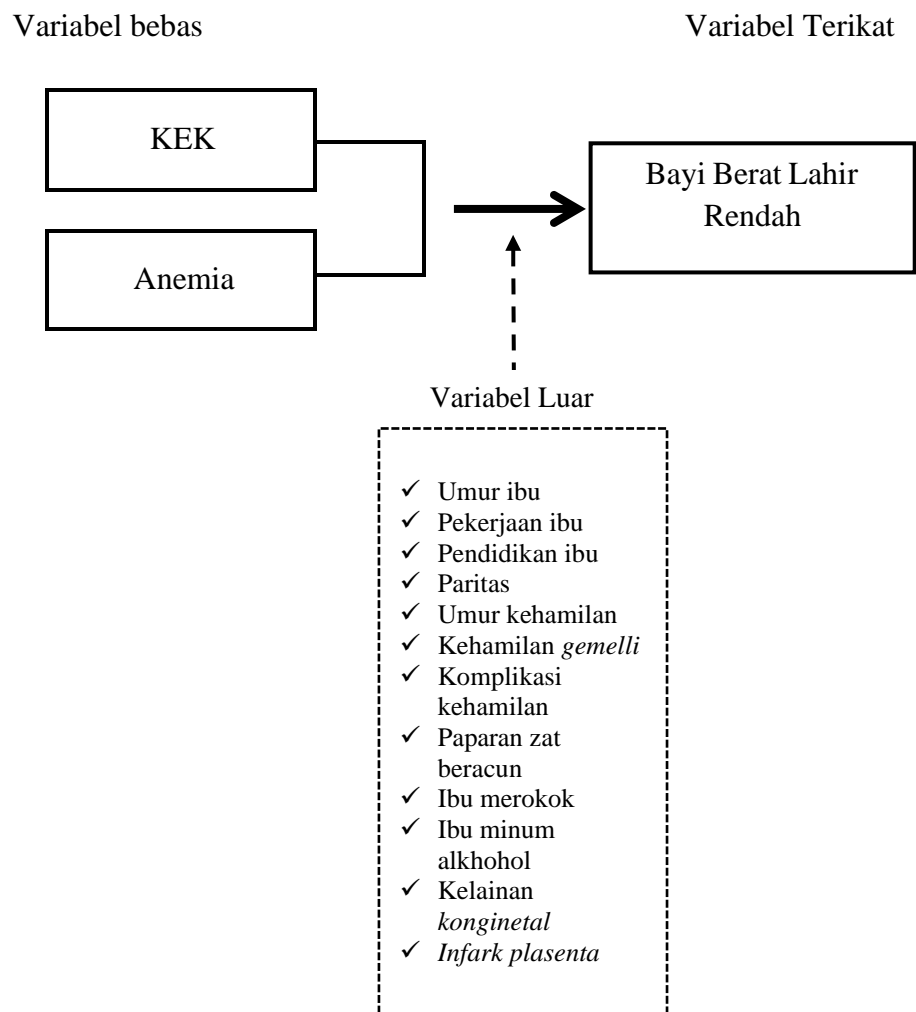 Variabel bebas
Variabel Terikat
KEK
Bayi Berat Lahir
Rendah
Anemia
Variabel Luar
✓ Umur ibu
✓ Pekerjaan ibu
✓ Pendidikan ibu
✓ Paritas
✓ Umur kehamilan
✓ Kehamilan gemelli
✓ Komplikasi
kehamilan
✓ Paparan zat
beracun
✓ Ibu merokok
✓ Ibu minum
alkhohol
✓ Kelainan
konginetal
✓ Infark plasenta